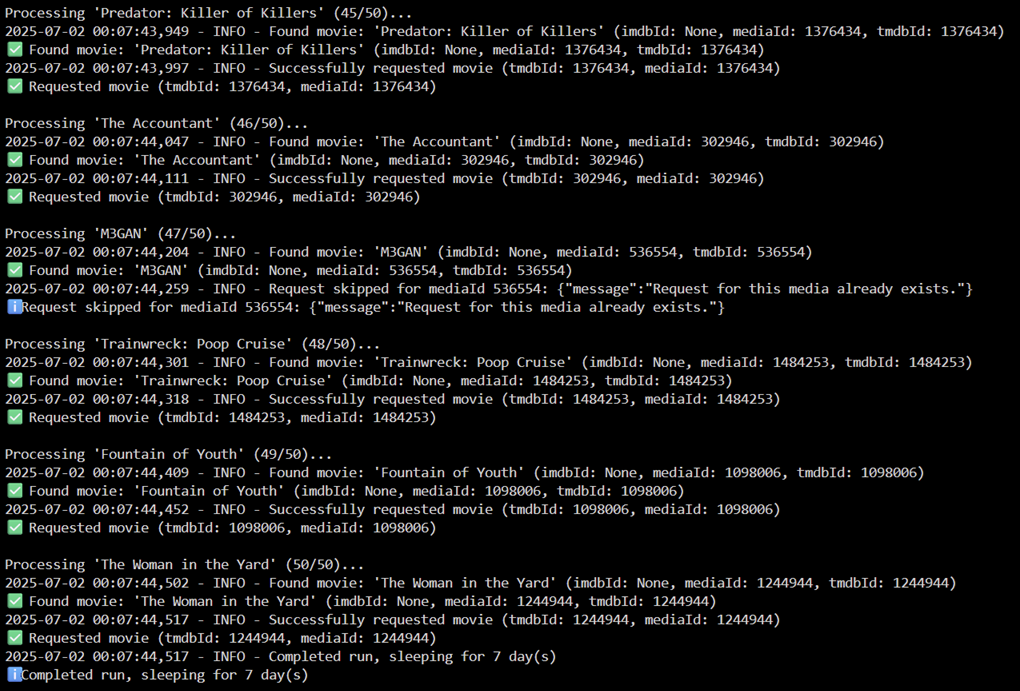 Processing 'Predator: Killer of Killers' (45/50)...
2025-07-02 00:07:43,949 - INFO - Found movie: 'Predator: Killer of Killers' (imdbId: None, mediaId: 1376434, tmdbId: 1376434)
✅ Found movie: 'Predator: Killer of Killers' (imdbId: None, mediaId: 1376434, tmdbId: 1376434)
2025-07-02 00:07:43,997 - INFO - Successfully requested movie (tmdbId: 1376434, mediaId: 1376434)
✅ Requested movie (tmdbId: 1376434, mediaId: 1376434)

Processing 'The Accountant' (46/50)...
2025-07-02 00:07:44,047 - INFO - Found movie: 'The Accountant' (imdbId: None, mediaId: 302946, tmdbId: 302946)
✅ Found movie: 'The Accountant' (imdbId: None, mediaId: 302946, tmdbId: 302946)
2025-07-02 00:07:44,111 - INFO - Successfully requested movie (tmdbId: 302946, mediaId: 302946)
✅ Requested movie (tmdbId: 302946, mediaId: 302946)

Processing 'M3GAN' (47/50)...
2025-07-02 00:07:44,204 - INFO - Found movie: 'M3GAN' (imdbId: None, mediaId: 536554, tmdbId: 536554)
✅ Found movie: 'M3GAN' (imdbId: None, mediaId: 536554, tmdbId: 536554)
2025-07-02 00:07:44,259 - INFO - Request skipped for mediaId 536554: {"message":"Request for this media already exists."}
ℹ️Request skipped for mediaId 536554: {"message":"Request for this media already exists."}

Processing 'Trainwreck: Poop Cruise' (48/50)...
2025-07-02 00:07:44,301 - INFO - Found movie: 'Trainwreck: Poop Cruise' (imdbId: None, mediaId: 1484253, tmdbId: 1484253)
✅ Found movie: 'Trainwreck: Poop Cruise' (imdbId: None, mediaId: 1484253, tmdbId: 1484253)
2025-07-02 00:07:44,318 - INFO - Successfully requested movie (tmdbId: 1484253, mediaId: 1484253)
✅ Requested movie (tmdbId: 1484253, mediaId: 1484253)

Processing 'Fountain of Youth' (49/50)...
2025-07-02 00:07:44,409 - INFO - Found movie: 'Fountain of Youth' (imdbId: None, mediaId: 1098006, tmdbId: 1098006)
✅ Found movie: 'Fountain of Youth' (imdbId: None, mediaId: 1098006, tmdbId: 1098006)
2025-07-02 00:07:44,452 - INFO - Successfully requested movie (tmdbId: 1098006, mediaId: 1098006)
✅ Requested movie (tmdbId: 1098006, mediaId: 1098006)

Processing 'The Woman in the Yard' (50/50)...
2025-07-02 00:07:44,502 - INFO - Found movie: 'The Woman in the Yard' (imdbId: None, mediaId: 1244944, tmdbId: 1244944)
✅ Found movie: 'The Woman in the Yard' (imdbId: None, mediaId: 1244944, tmdbId: 1244944)
2025-07-02 00:07:44,517 - INFO - Successfully requested movie (tmdbId: 1244944, mediaId: 1244944)
✅ Requested movie (tmdbId: 1244944, mediaId: 1244944)
2025-07-02 00:07:44,517 - INFO - Completed run, sleeping for 7 day(s)
ℹ️Completed run, sleeping for 7 day(s)